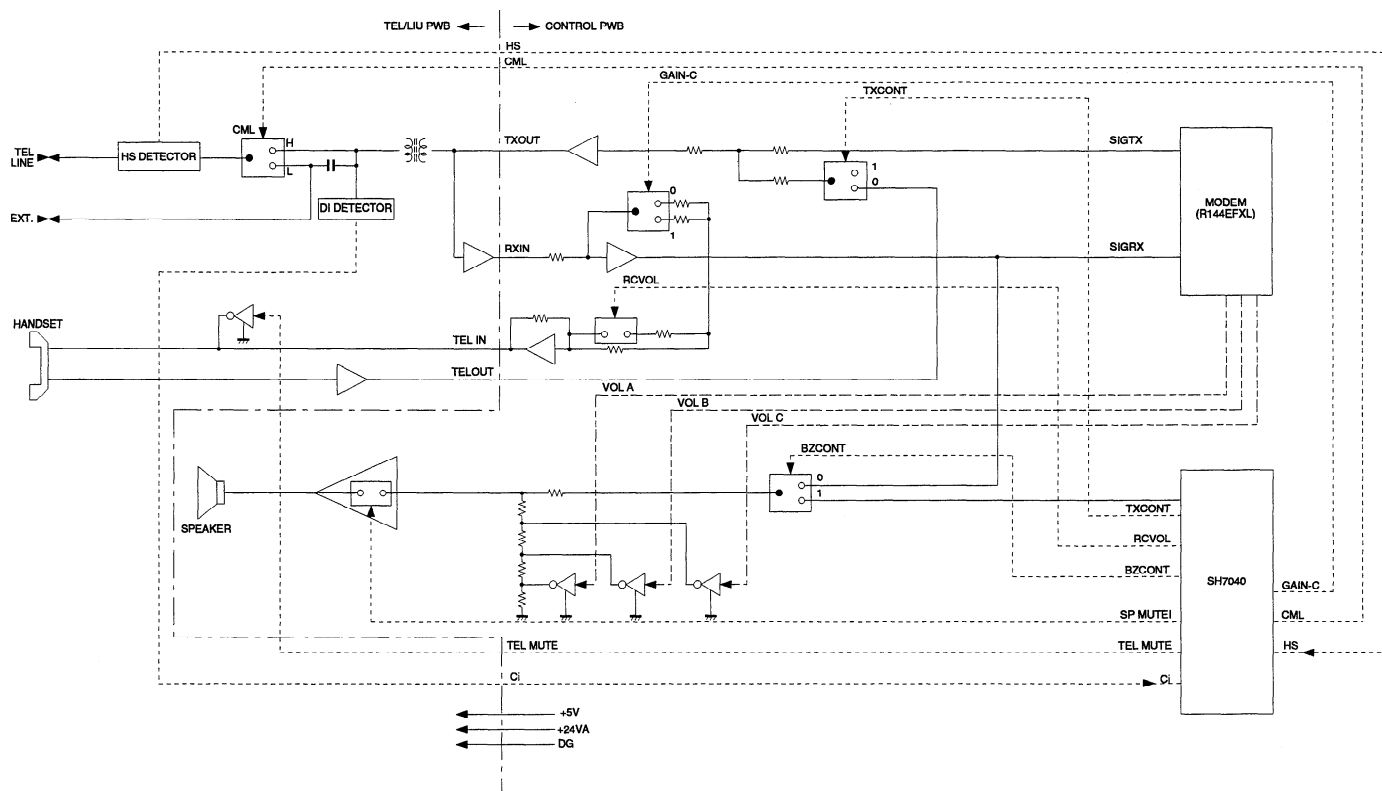 TEL/LIU PWB
CONTROL PWB
HS
CML
GAIN-C
TXCONT
CML
H
L
TEL
LINE
HS DETECTOR
TXOUT
SIGTX
1
0
DI DETECTOR
EXT.
0
1
MODEM
(R144EFXL)
RXIN
SIGRX
RCVOL
HANDSET
TEL IN
TELOUT
VOL A
VOL B
VOL C
BZCONT
0
1
SPEAKER
TXCONT
RCVOL
BZCONT
SH7040
GAIN-C
SP MUTEI
CML
TEL MUTE
TEL MUTE
HS
Ci
Ci
+5V
+24VA
DG